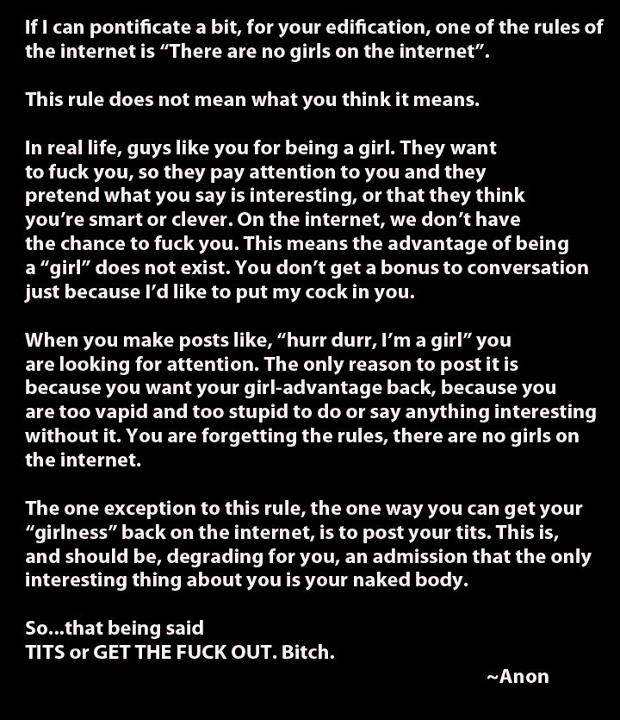 If I can pontificate a bit, for your edification, one of the rules of
the internet is “There are no girls on the internet”.
This rule does not mean what you think it means.
In real life, guys like you for being a girl. They want
to fuck you, so they pay attention to you and they
pretend what you say is interesting, or that they think
you’re smart or clever. On the internet, we don’t have
the chance to fuck you. This means the advantage of being
a “girl” does not exist. You don’t get a bonus to conversation
just because I’d like to put my cock in you.
When you make posts like, “hurr durr, I’m a girl” you
are looking for attention. The only reason to post it is
because you want your girl-advantage back, because you
are too vapid and too stupid to do or say anything interesting
without it. You are forgetting the rules, there are no girls on
the internet.
The one exception to this rule, the one way you can get your
“girlness” back on the internet, is to post your tits. This is,
and should be, degrading for you, an admission that the only
interesting thing about you is your naked body.
So...that being said
TITS or GET THE FUCK OUT. Bitch.
~Anon